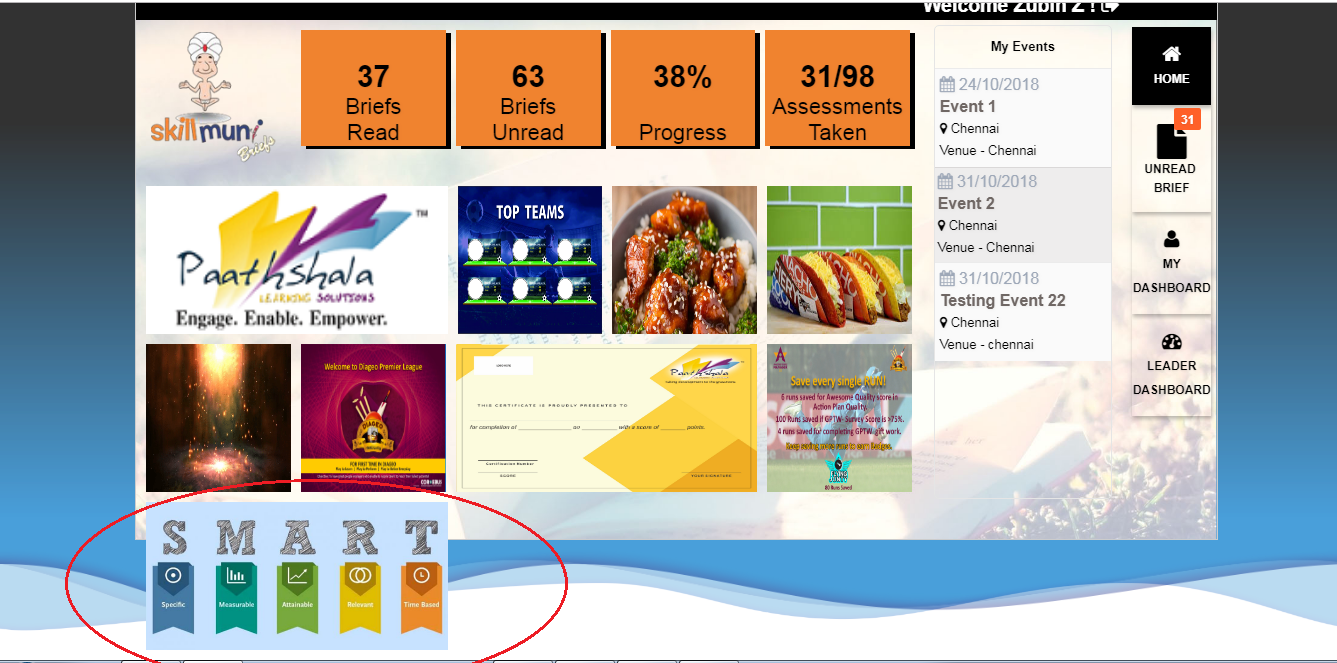 Welcome Zubin Z !
skillmuni
Briefs
37
Briefs
Read
63
Briefs
Unread
38%
Progress
31/98
Assessments
Taken
My Events
24/10/2018
Event 1
Chennai
Venue - Chennai
31/10/2018
Event 2
Chennai
Venue - Chennai
31/10/2018
Testing Event 22
Chennai
Venue - chennai
HOME
31
UNREAD
BRIEF
MY
DASHBOARD
LEADER
DASHBOARD
Paathshala TM
LEARNING SOLUTIONS
Engage. Enable. Empower.
TOP TEAMS
Welcome to Diageo Premier League
FOR FIRST TIME IN DIAGEO
Paathshala
THIS CERTIFICATE IS PROUDLY PRESENTED TO
for completion of ______ on ______ with a score of ______ points.
Certification Number
SCORE
YOUR SIGNATURE
Save every single RUN!
6 runs saved for Awesome Quality score in
Action Plan Quality.
100 Runs saved if GPTW- Survey Score is >75%.
4 runs saved for completing GPTW-gift work.
Keep saving more runs to earn badges.
80 Runs Saved
S M A R T
Specific
Measurable
Attainable
Relevant
Time Based